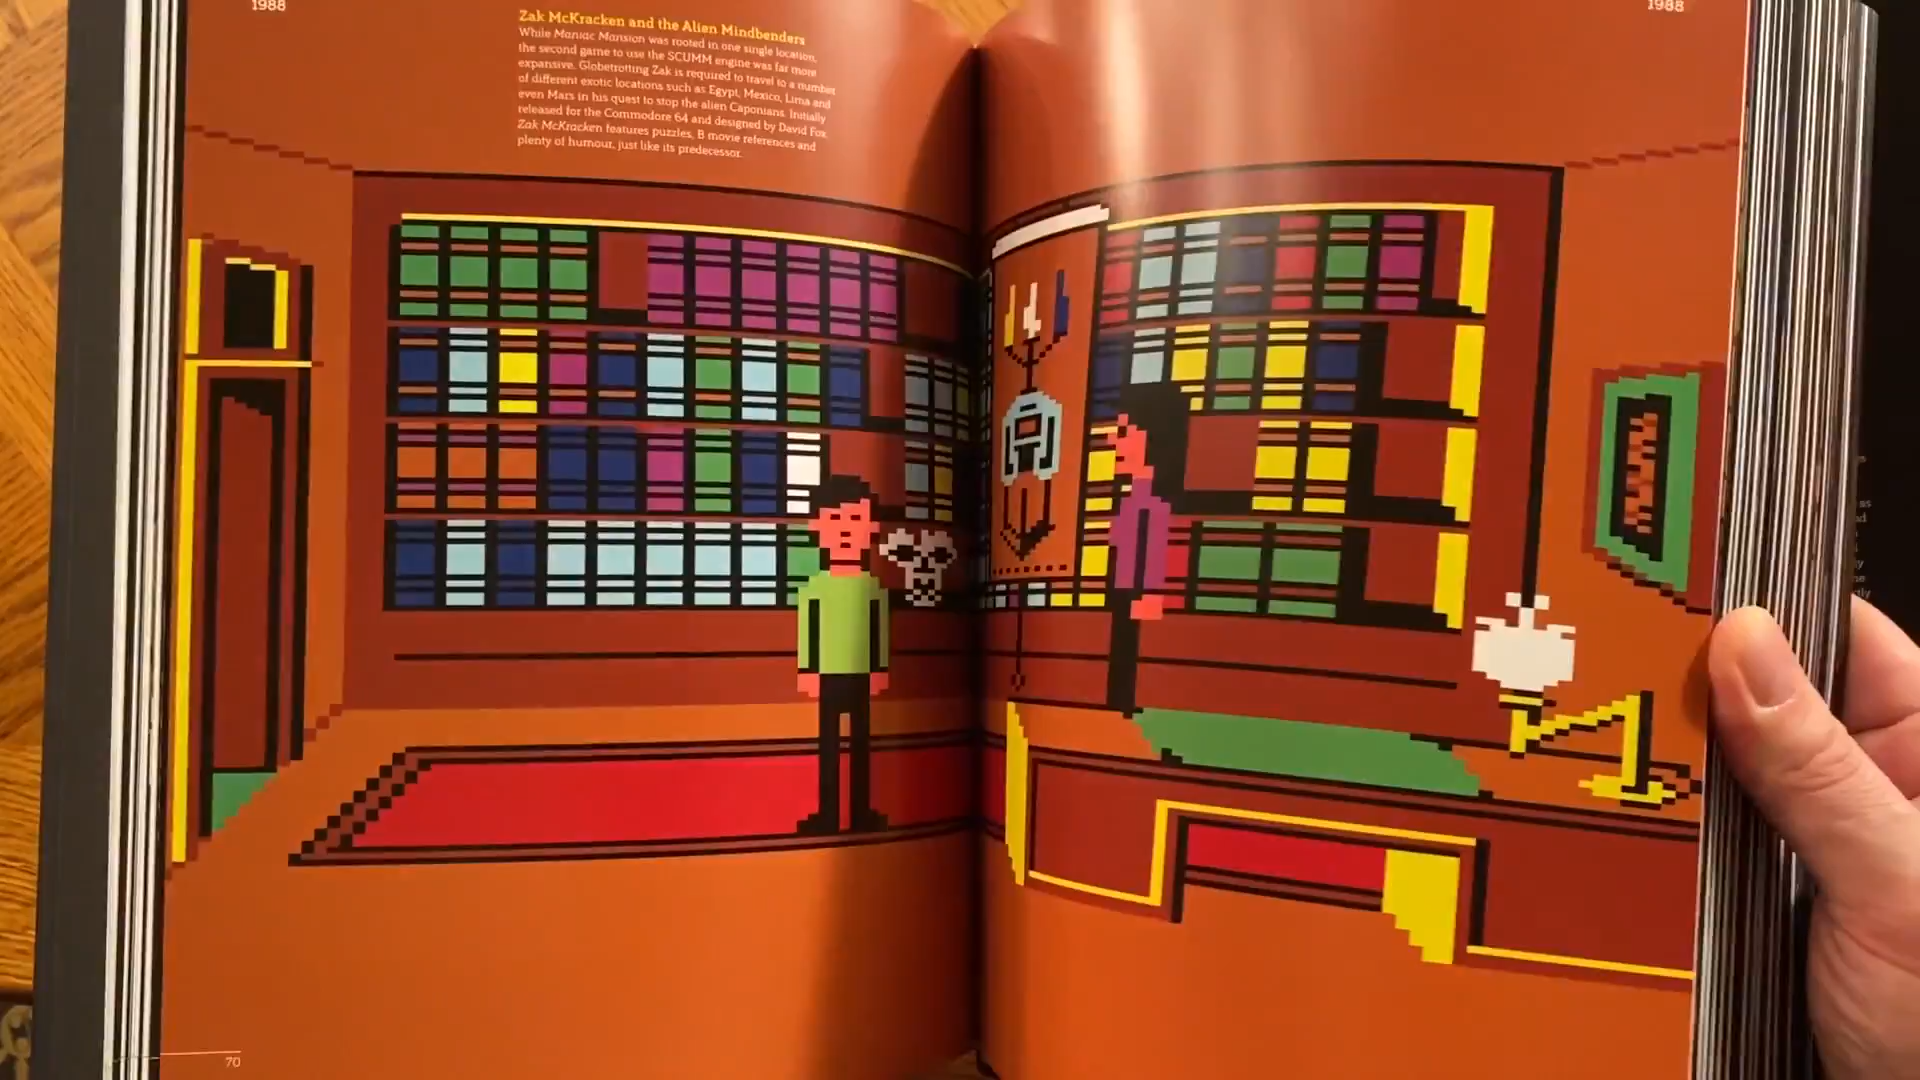 1988
1988
Zak McKracken and the Alien Mindbenders
While Maniac Mansion was rooted in one single location,
the second game to use the SCUMM engine was far more
expansive. Globetrotting Zak is required to travel to a number
of different exotic locations such as Egypt, Mexico, Lima and
even Mars in his quest to stop the alien Caponians. Initially
released for the Commodore 64 and designed by David Fox,
Zak McKracken features puzzles, B movie references and
plenty of humour, just like its predecessor.
70